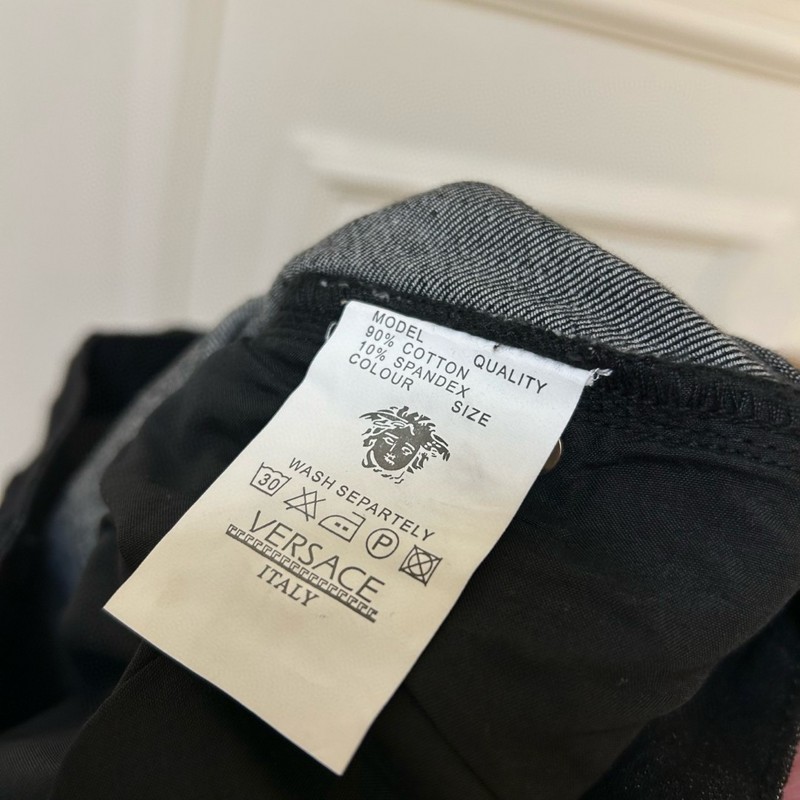 MODEL QUALITY
90% COTTON
10% SPANDEX
COLOUR SIZE
WASH SEPARTELY
30 P
VERSACE
ITALY